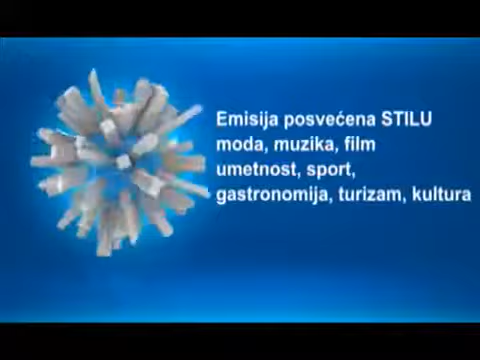 Emisija posvećena STILU
moda, muzika, film
umetnost, sport,
gastronomija, turizam, kultura